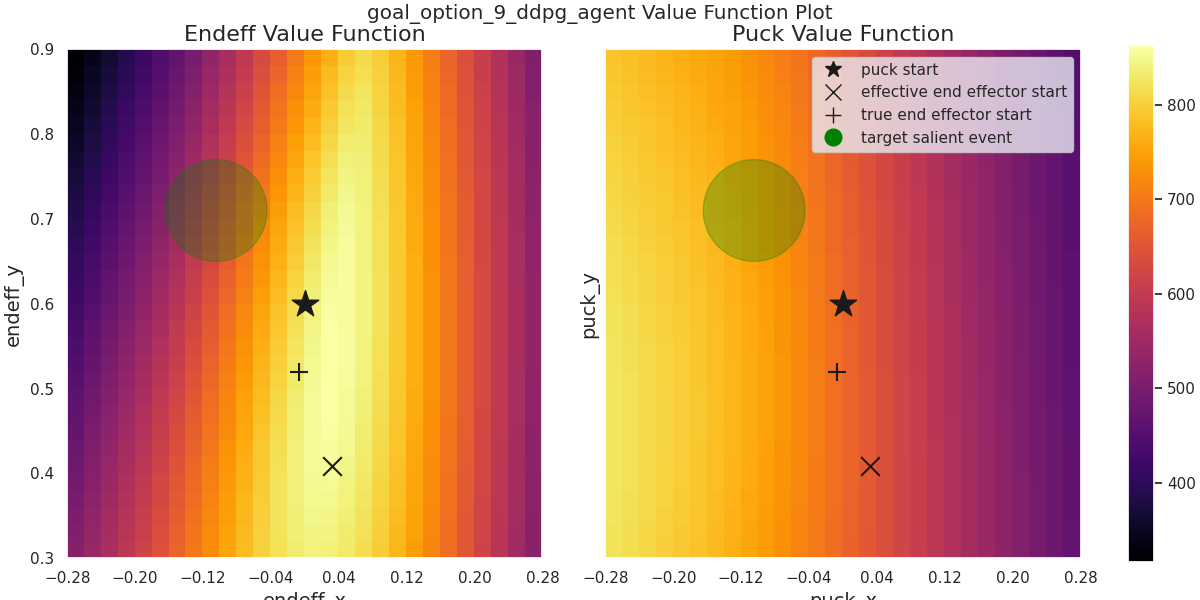 goal_option_9_ddpg_agent Value Function Plot
Endeff Value Function
Puck Value Function
puck start
effective end effector start
true end effector start
target salient event
0.9
0.8
0.7
0.6
0.5
0.4
0.3
endeff_y
−0.28 −0.20 −0.12 −0.04 0.04 0.12 0.20 0.28
endeff_x
puck_y
−0.28 −0.20 −0.12 −0.04 0.04 0.12 0.20 0.28
puck_x
800
700
600
500
400